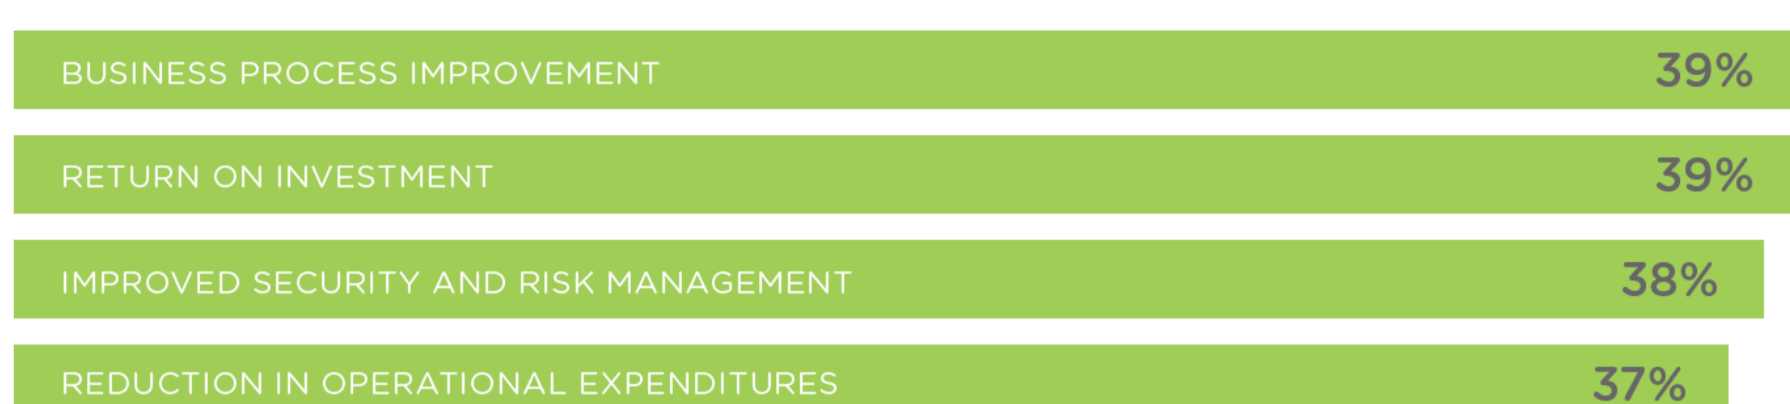 BUSINESS PROCESS IMPROVEMENT 39%
RETURN ON INVESTMENT 39%
IMPROVED SECURITY AND RISK MANAGEMENT 38%
REDUCTION IN OPERATIONAL EXPENDITURES 37%